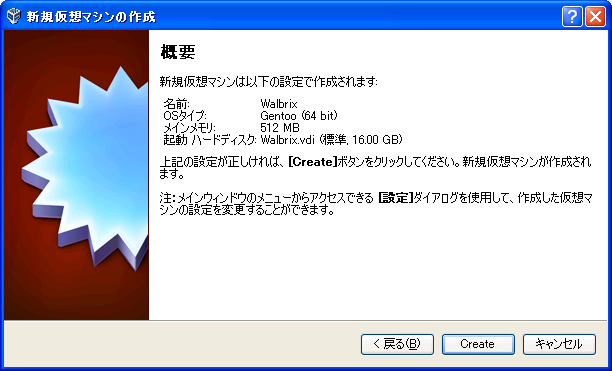 新規仮想マシンの作成
概要
新規仮想マシンは以下の設定で作成されます:
名前: Walbrix
OSタイプ: Gentoo (64 bit)
メインメモリ: 512 MB
起動 ハードディスク: Walbrix.vdi (標準, 16.00 GB)
上記の設定が正しければ、[Create]ボタンをクリックしてください。新規仮想マシンが作成されま
す。
注:メインウィンドウのメニューからアクセスできる [設定]ダイアログを使用して、作成した仮想マ
シンの設定を変更することができます。
< 戻る(B) Create キャンセル